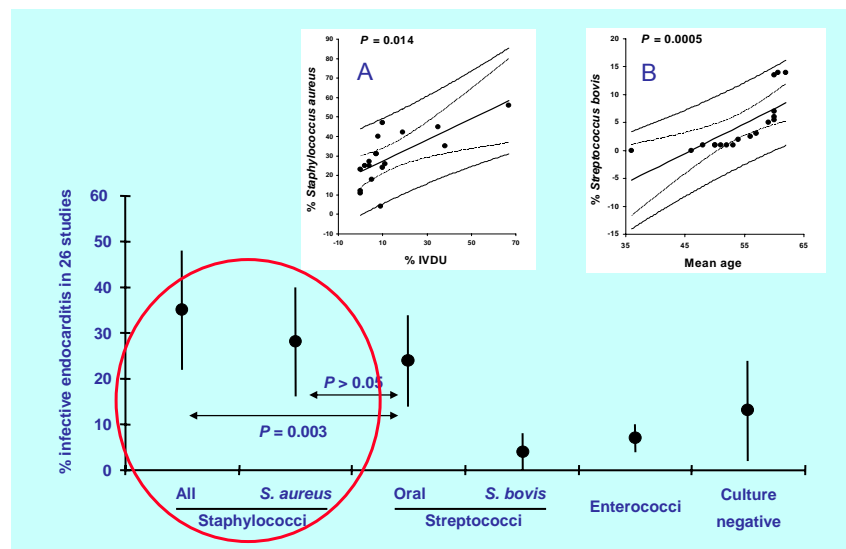 P = 0.014
A
% Staphyloccocus aureus
90
80
70
60
50
40
30
20
10
0
-10
-10
10
30
50
70
% IVDU
P = 0.0005
B
% Streptococcus bovis
20
15
10
5
0
-5
-10
-15
35
45
55
65
Mean age
% infective endocarditis in 26 studies
60
50
40
30
20
10
0
P > 0.05
P = 0.003
All
S. aureus
Oral
S. bovis
Enterococci
Culture
negative
Staphylococci
Streptococci